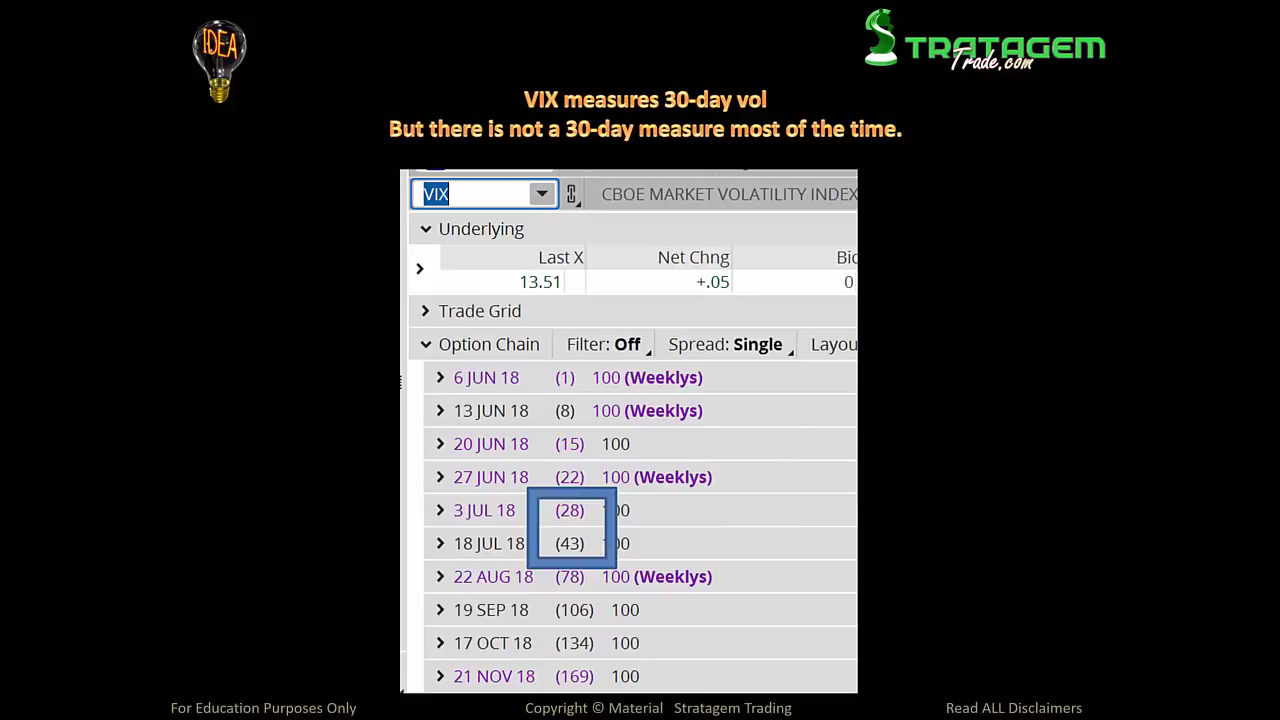 IDEA
STRATAGEM
Trade.com
VIX measures 30-day vol
But there is not a 30-day measure most of the time.
VIX CBOE MARKET VOLATILITY INDEX
Underlying
Last X Net Chng
13.51 +.05 0
Trade Grid
Option Chain Filter: Off Spread: Single
6 JUN 18 (1) 100 (Weeklys)
13 JUN 18 (8) 100 (Weeklys)
20 JUN 18 (15) 100
27 JUN 18 (22) 100 (Weeklys)
3 JUL 18 (28) 00
18 JUL 18 (43) 00
22 AUG 18 (78) 100 (Weeklys)
19 SEP 18 (106) 100
17 OCT 18 (134) 100
21 NOV 18 (169) 100
For Education Purposes Only Copyright © Material Stratagem Trading Read ALL Disclaimers